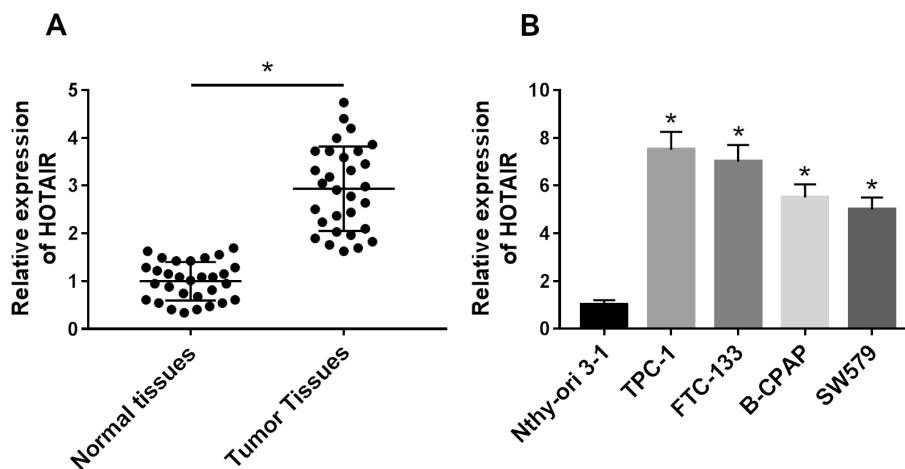 A
Relative expression
of HOTAIR
5
4
3
2
1
0
*
Normal tissues
Tumor Tissues
B
Relative expression
of HOTAIR
10
8
6
4
2
0
*
*
*
*
Nthy-ori 3-1
TPC-1
FTC-133
B-CPAP
SW579